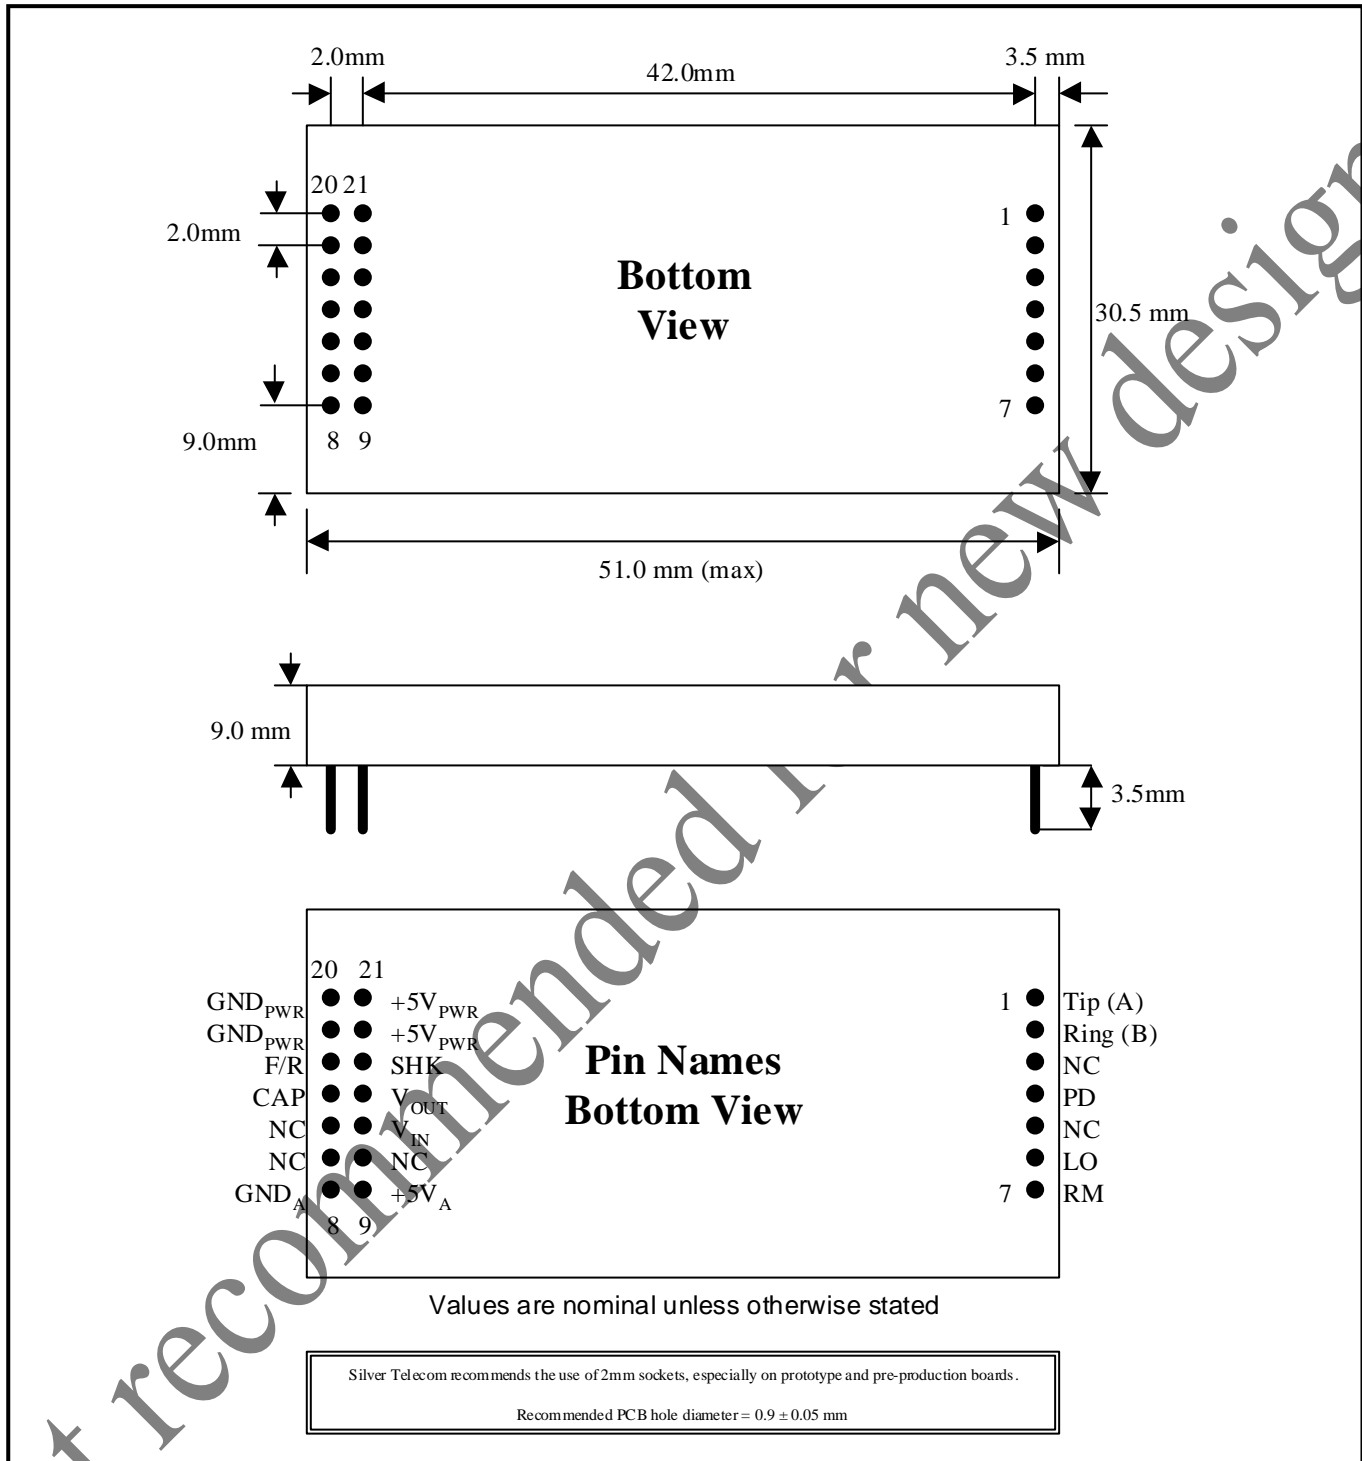 2.0mm 42.0mm 3.5 mm
20 21
1
2.0mm
Bottom
View
30.5 mm
7
9.0mm
8 9
51.0 mm (max)
9.0 mm
3.5mm
20 21
GNDPWR +5VPWR 1 Tip (A)
GNDPWR +5VPWR Ring (B)
F/R SHK NC
CAP VOUT PD
NC VIN NC
NC NC LO
GNDA +5VA 7 RM
8 9
Pin Names
Bottom View
Values are nominal unless otherwise stated
Silver Telecom recommends the use of 2mm sockets, especially on prototype and pre-production boards.
Recommended PCB hole diameter = 0.9 ± 0.05 mm
recommended for new design